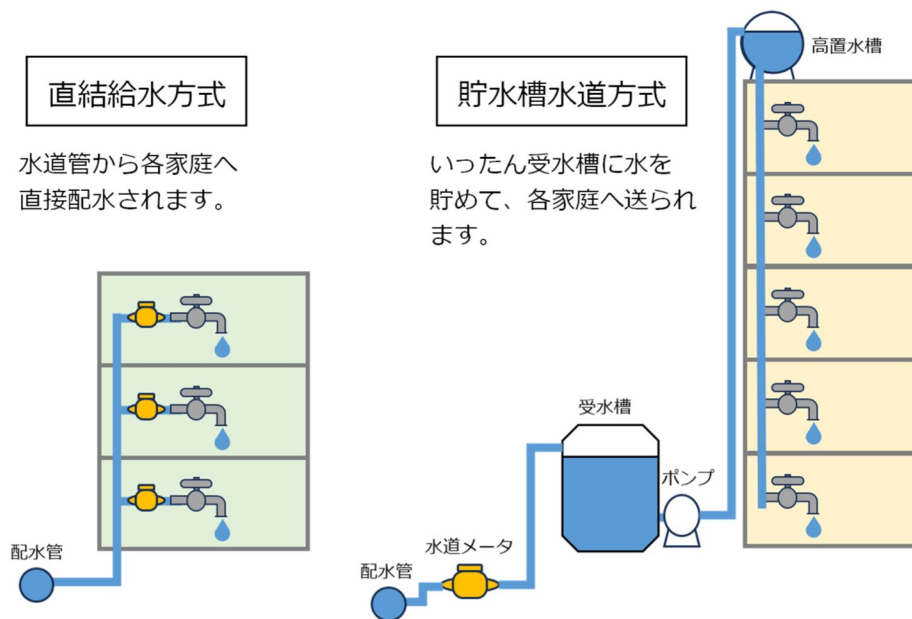 直結給水方式
水道管から各家庭へ
直接配水されます。
配水管
貯水槽水道方式
いったん受水槽に水を
貯めて、各家庭へ送られ
ます。
高置水槽
受水槽
ポンプ
水道メータ
配水管